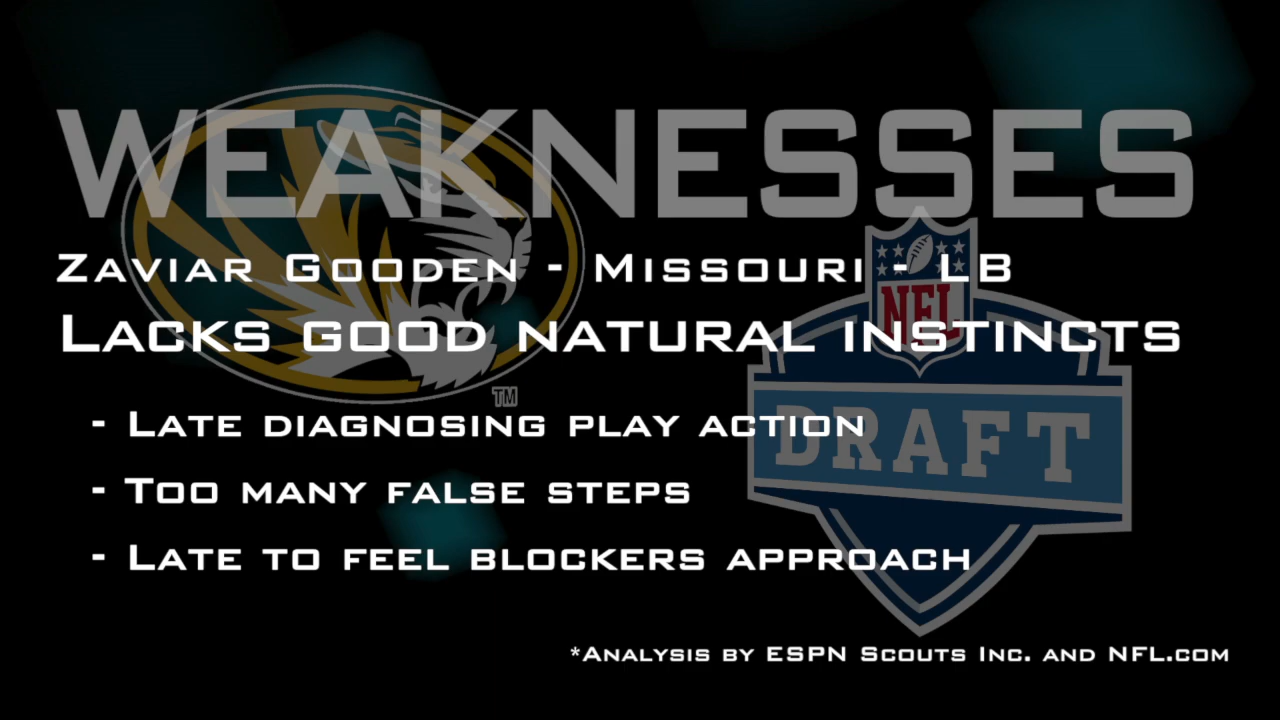 WEAKNESSES
Zaviar Gooden - Missouri - LB
Lacks good natural instincts
- Late diagnosing play action
- Too many false steps
- Late to feel blockers approach
*Analysis by ESPN Scouts Inc. and NFL.com
NFL
DRAFT
TM